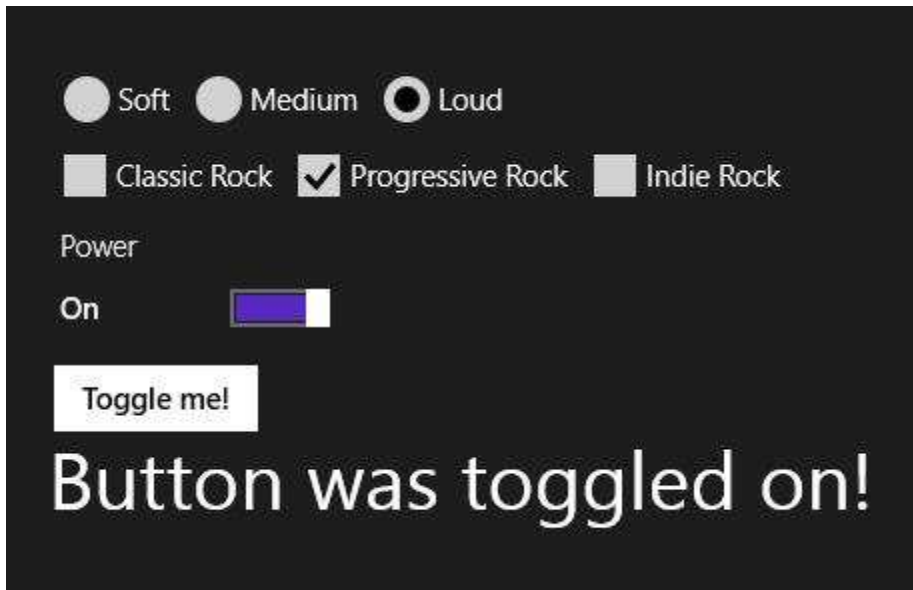 Soft Medium Loud
Classic Rock Progressive Rock Indie Rock
Power
On
Toggle me!
Button was toggled on!